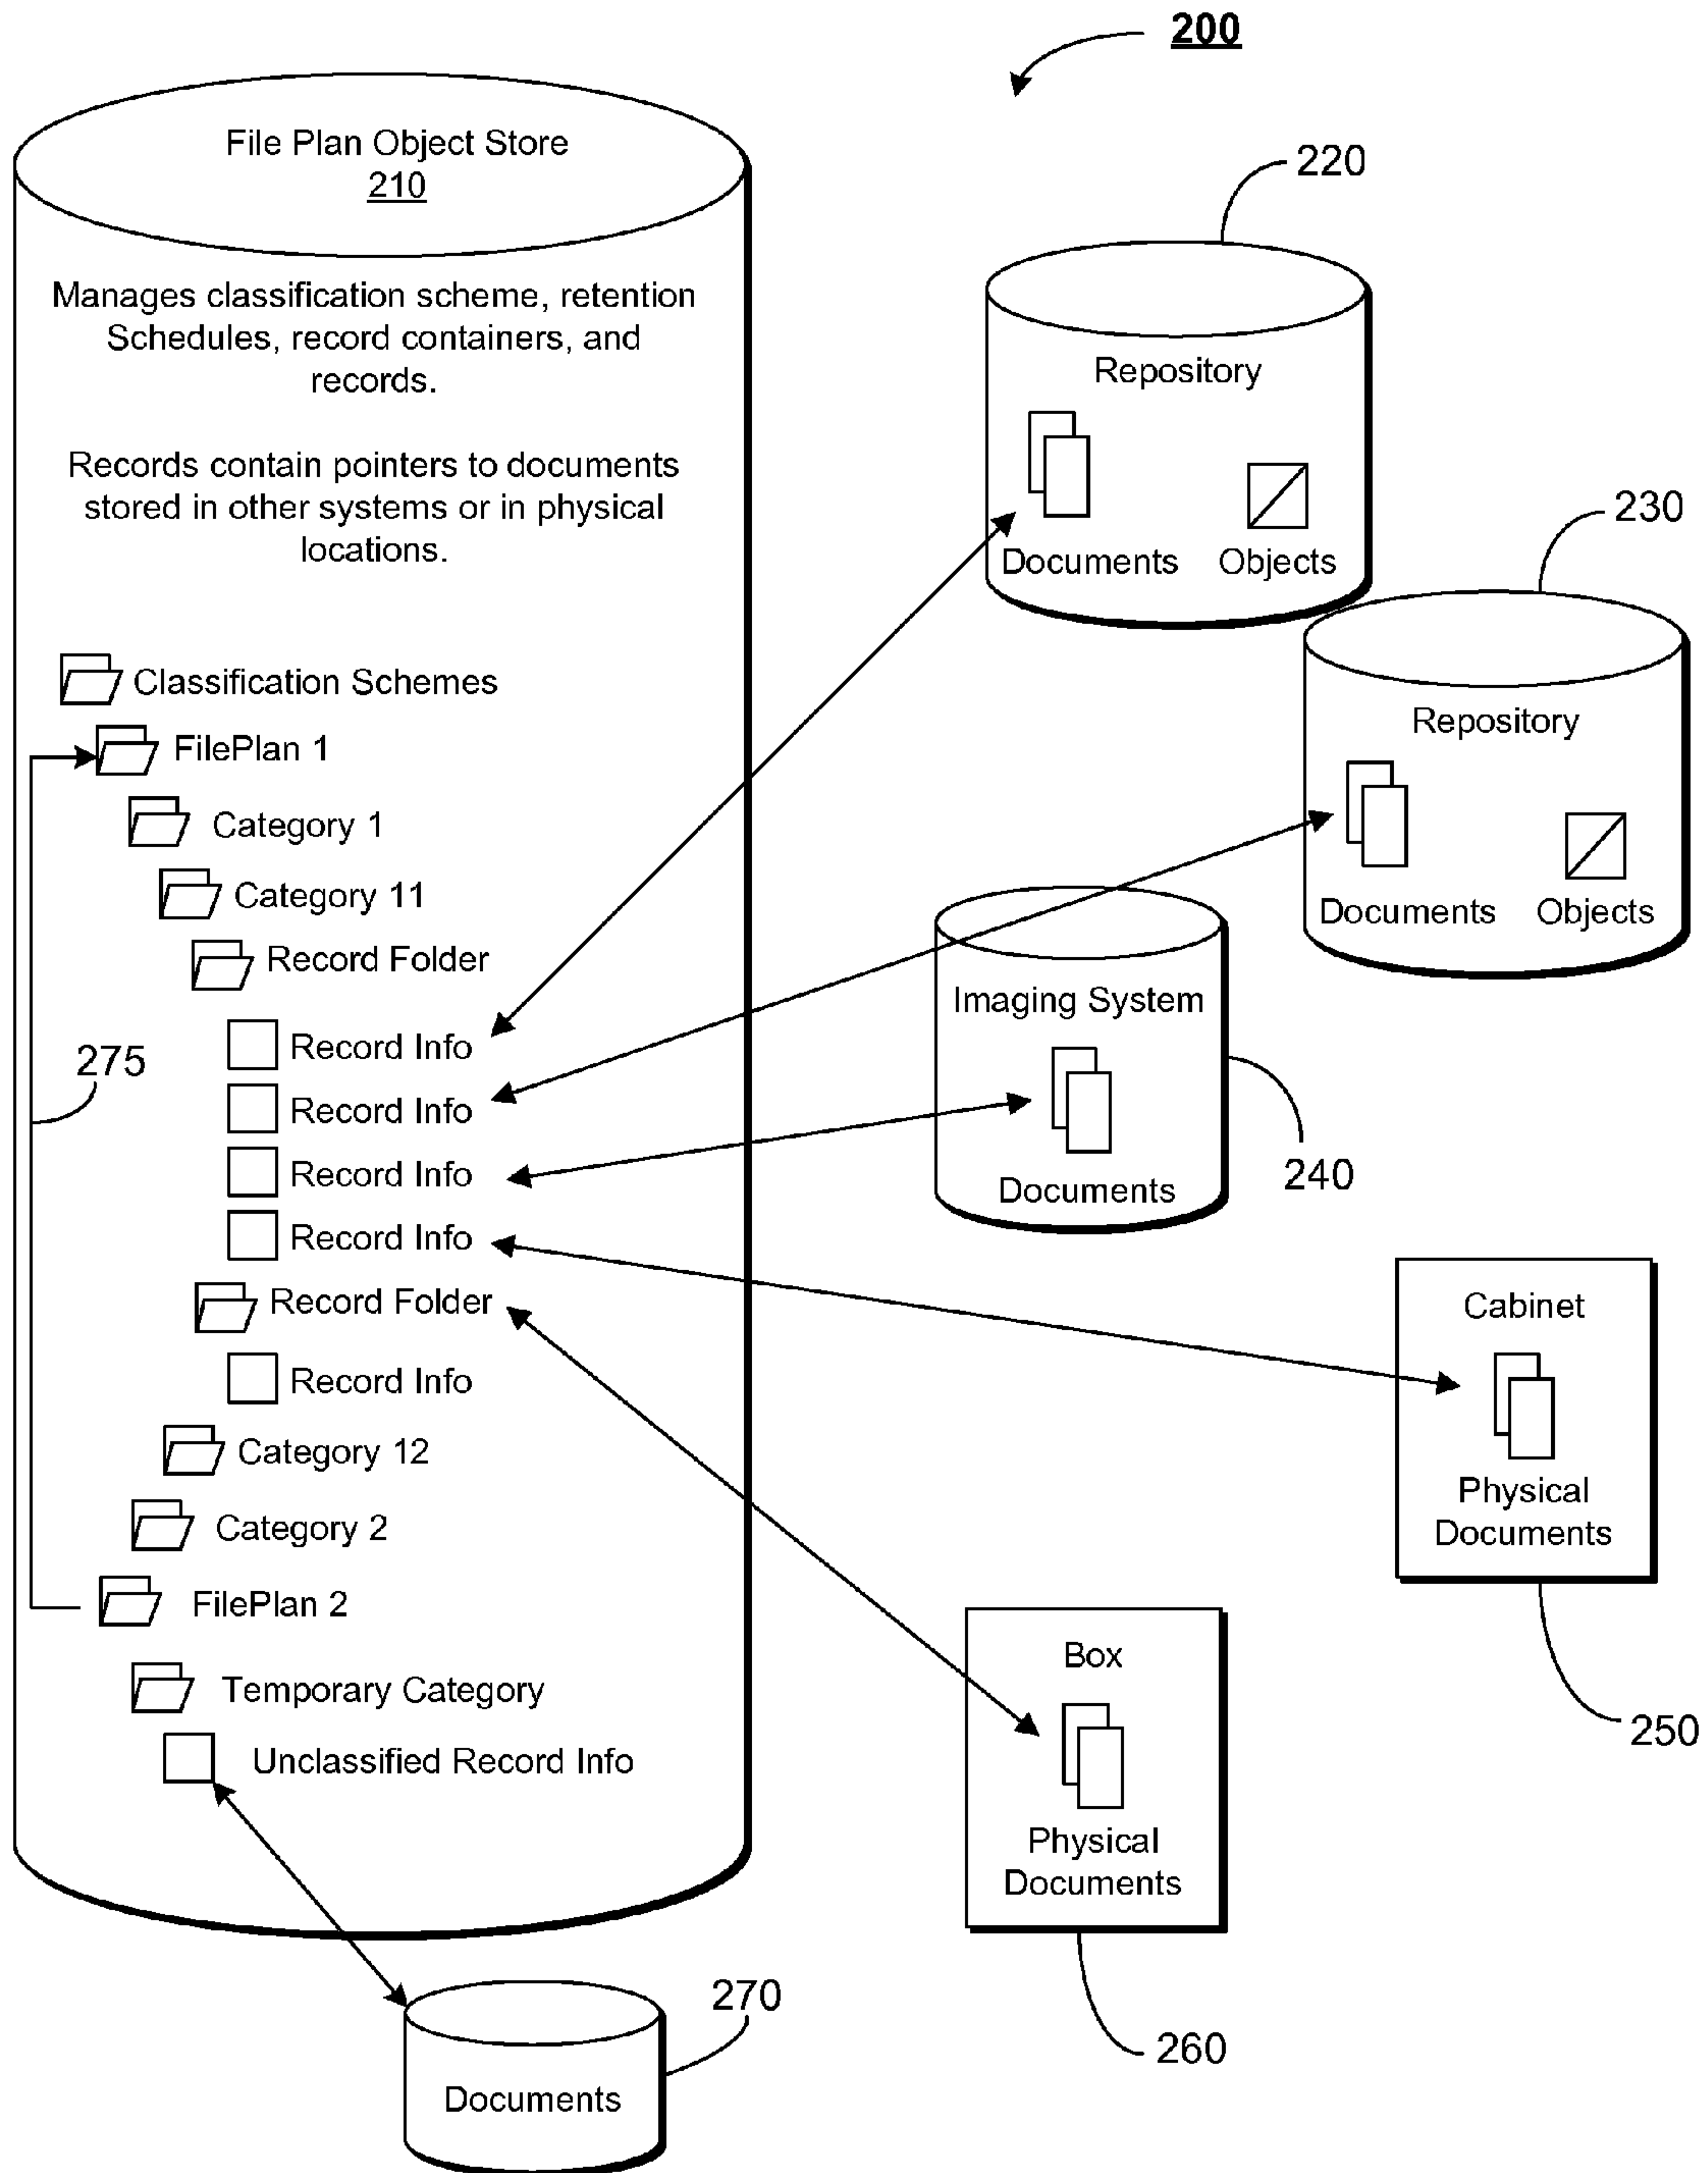 200
File Plan Object Store
210
Manages classification scheme, retention
Schedules, record containers, and
records.
Records contain pointers to documents
stored in other systems or in physical
locations.
Classification Schemes
FilePlan 1
Category 1
Category 11
Record Folder
Record Info
Record Info
Record Info
Record Info
Record Folder
Record Info
Category 12
Category 2
FilePlan 2
Temporary Category
Unclassified Record Info
275
220
Repository
Documents
Objects
230
Repository
Documents
Objects
Imaging System
Documents
240
Cabinet
Physical
Documents
250
Box
Physical
Documents
260
270
Documents